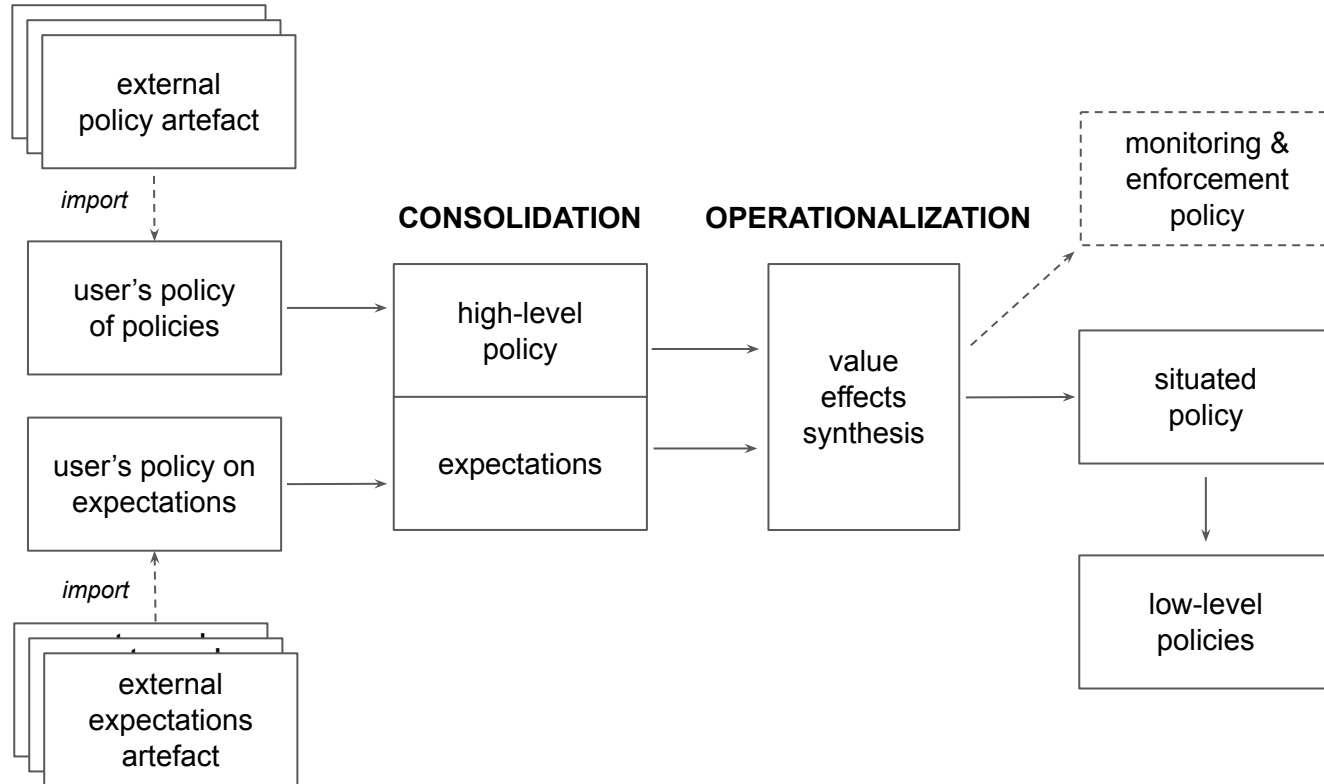 external
policy artefact
import
user's policy
of policies
user's policy on
expectations
import
external
expectations
artefact
CONSOLIDATION
high-level
policy
expectations
OPERATIONALIZATION
value
effects
synthesis
monitoring &
enforcement
policy
situated
policy
low-level
policies